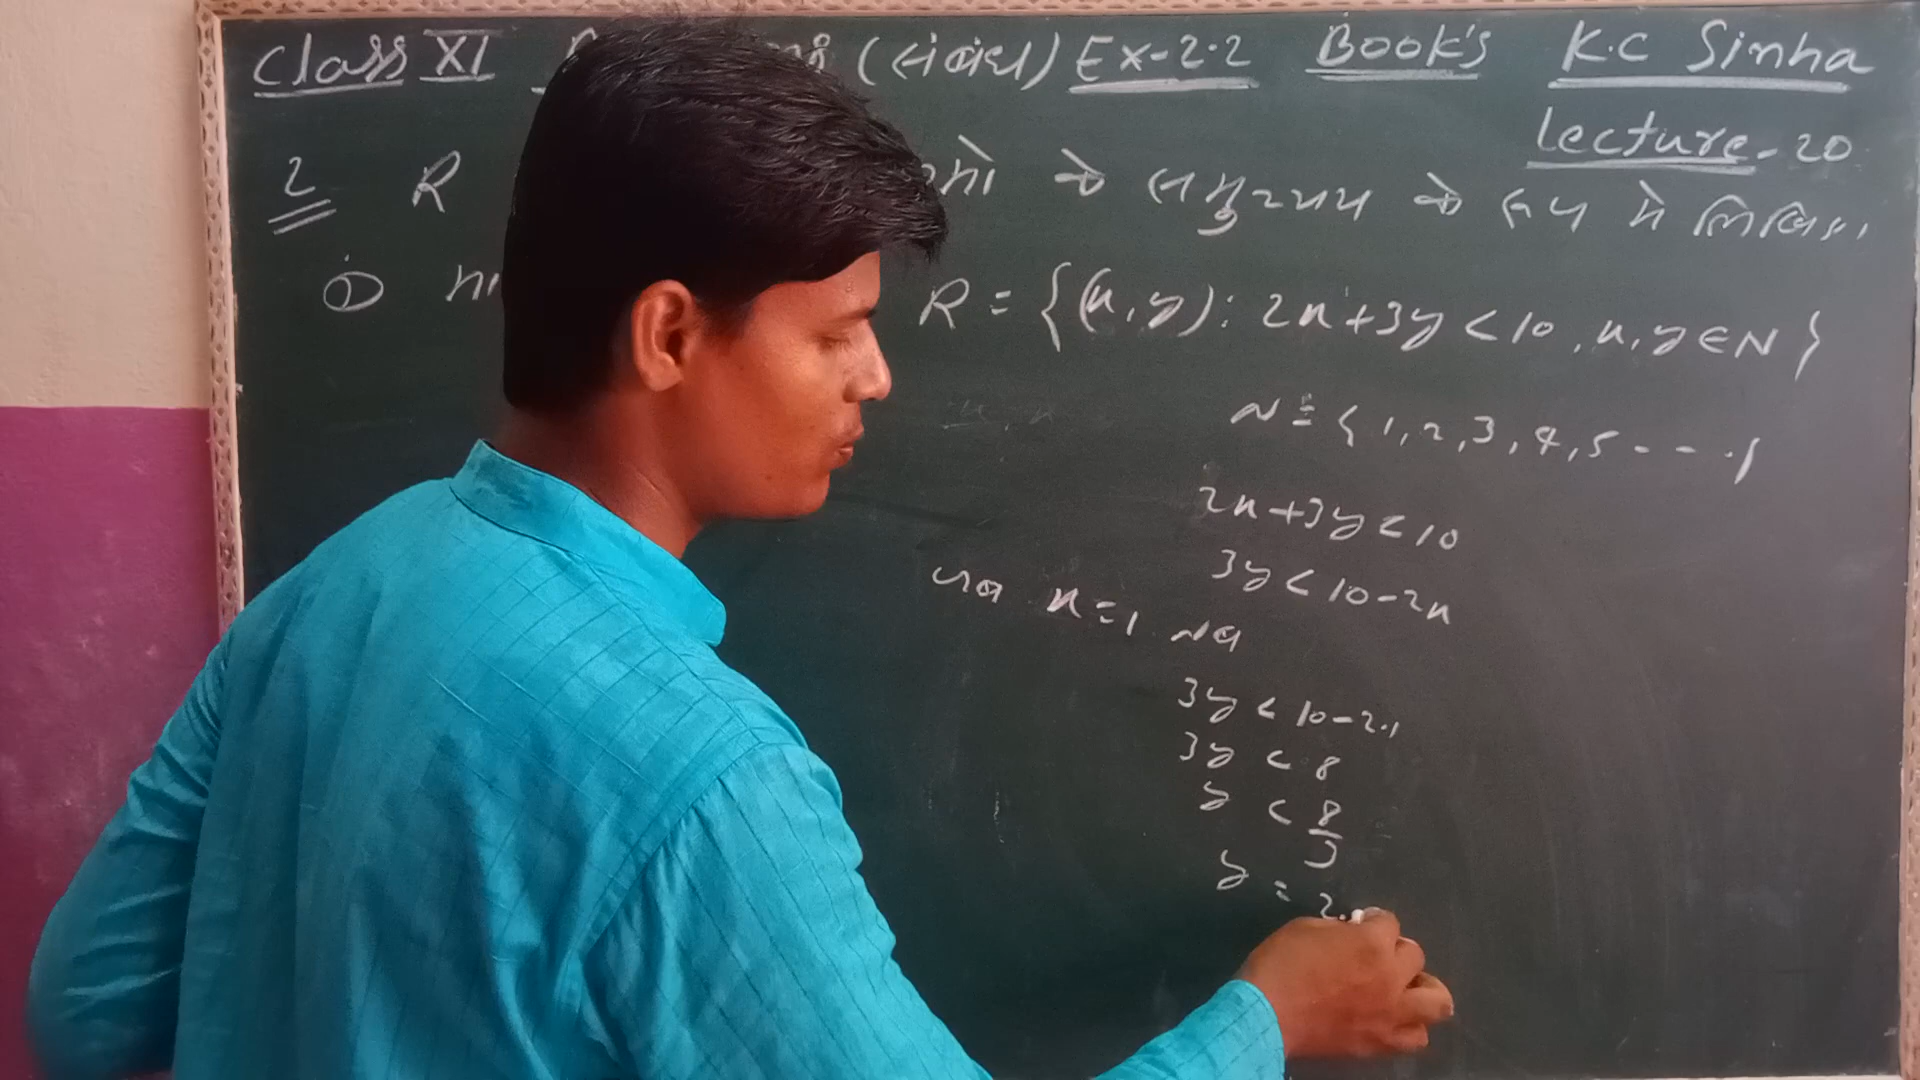 Class XI (संबंध) Ex-2.2 Book's K.C Sinha
Lecture-20
2 R के समुच्चय के रूप में लिखिए।
① R = {(x,y): 2x+3y<10, x,y∈N}
N = {1,2,3,4,5---.}
2x+3y<10
3y<10-2x
जब x=1 तब
3y<10-2.1
3y < 8
y < 8/3
y = 2.